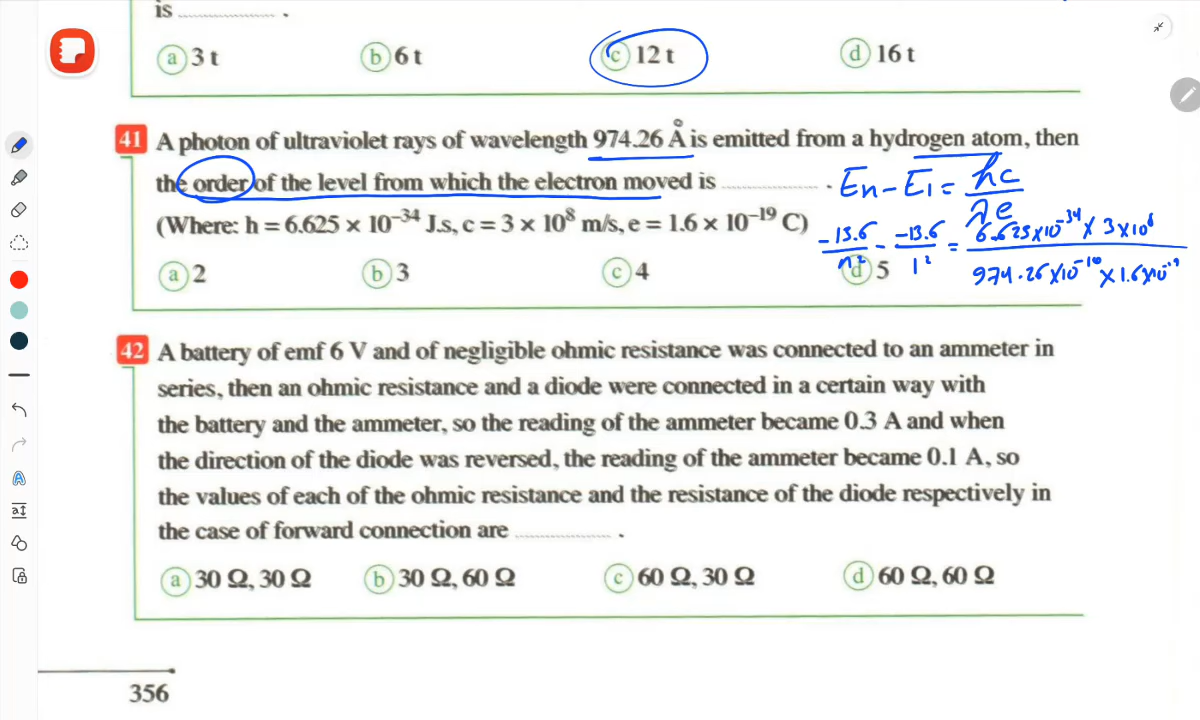 is .................... .
a 3 t b 6 t c 12 t d 16 t
41 A photon of ultraviolet rays of wavelength 974.26 Å is emitted from a hydrogen atom, then
the order of the level from which the electron moved is .................... .
En - E1 = hc / λe
(Where: h = 6.625 × 10⁻³⁴ J.s, c = 3 × 10⁸ m/s, e = 1.6 × 10⁻¹⁹ C)
-13.6 / n² - -13.6 / 1² = 6.625×10⁻³⁴ × 3×10⁸ / 974.26×10⁻¹⁰ × 1.6×10⁻¹⁹
a 2 b 3 c 4 d 5
42 A battery of emf 6 V and of negligible ohmic resistance was connected to an ammeter in
series, then an ohmic resistance and a diode were connected in a certain way with
the battery and the ammeter, so the reading of the ammeter became 0.3 A and when
the direction of the diode was reversed, the reading of the ammeter became 0.1 A, so
the values of each of the ohmic resistance and the resistance of the diode respectively in
the case of forward connection are .................... .
a 30 Ω, 30 Ω b 30 Ω, 60 Ω c 60 Ω, 30 Ω d 60 Ω, 60 Ω
356